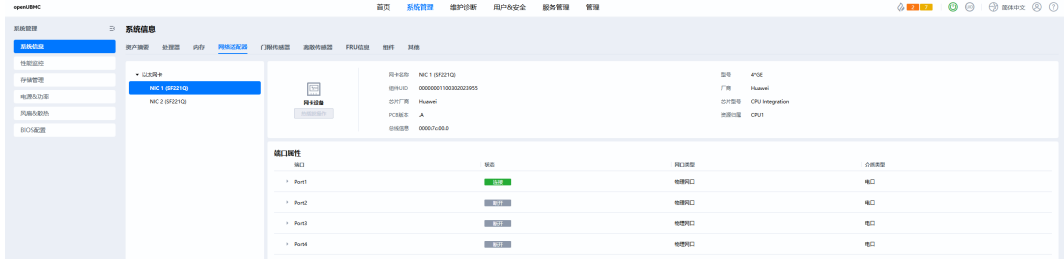 openUBMC 首页 系统管理 维护诊断 用户&安全 服务管理 管理 简体中文
系统管理
系统信息
性能监控
存储管理
电源&功率
风扇&散热
BIOS配置
系统信息
资产摘要 处理器 内存 网络适配器 门限传感器 离散传感器 FRU信息 组件 其他
以太网卡
NIC 1 (SF221Q)
NIC 2 (SF221Q)
网卡设备
网卡名称 NIC 1 (SF221Q) 型号 4*GE
组件UID 00000001100302023955 厂商 Huawei
芯片厂商 Huawei 芯片型号 CPU Integration
PCB版本 .A 资源归属 CPU1
总线信息 0000:7c:00.0
端口属性
端口 状态 网口类型 介质类型
Port1 连接 物理网口 电口
Port2 断开 物理网口 电口
Port3 断开 物理网口 电口
Port4 断开 物理网口 电口